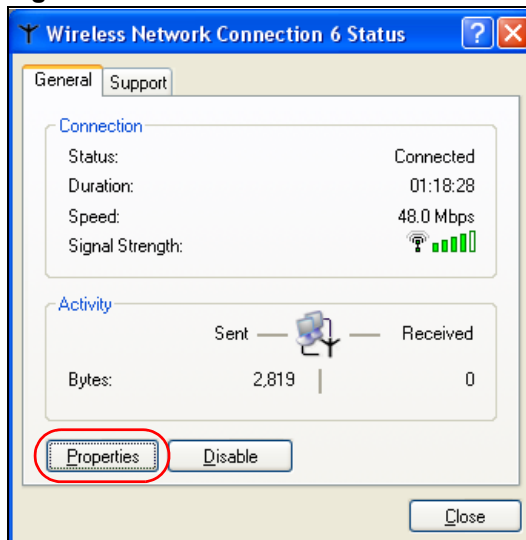 Wireless Network Connection 6 Status
General Support
Connection
Status: Connected
Duration: 01:18:28
Speed: 48.0 Mbps
Signal Strength:
Activity
Sent Received
Bytes: 2,819 0
Properties Disable
Close